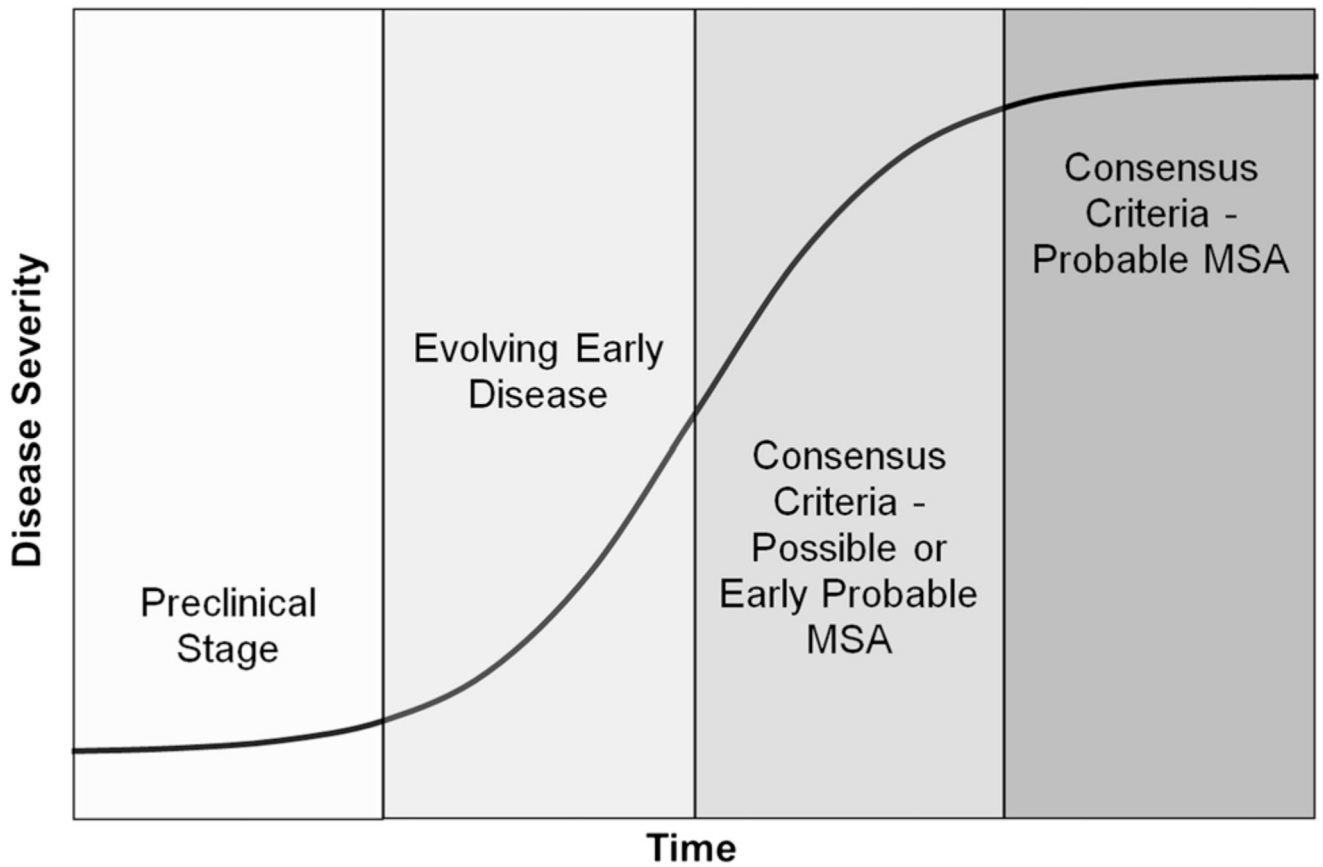 Disease Severity
Preclinical
Stage
Evolving Early
Disease
Consensus
Criteria -
Possible or
Early Probable
MSA
Consensus
Criteria -
Probable MSA
Time